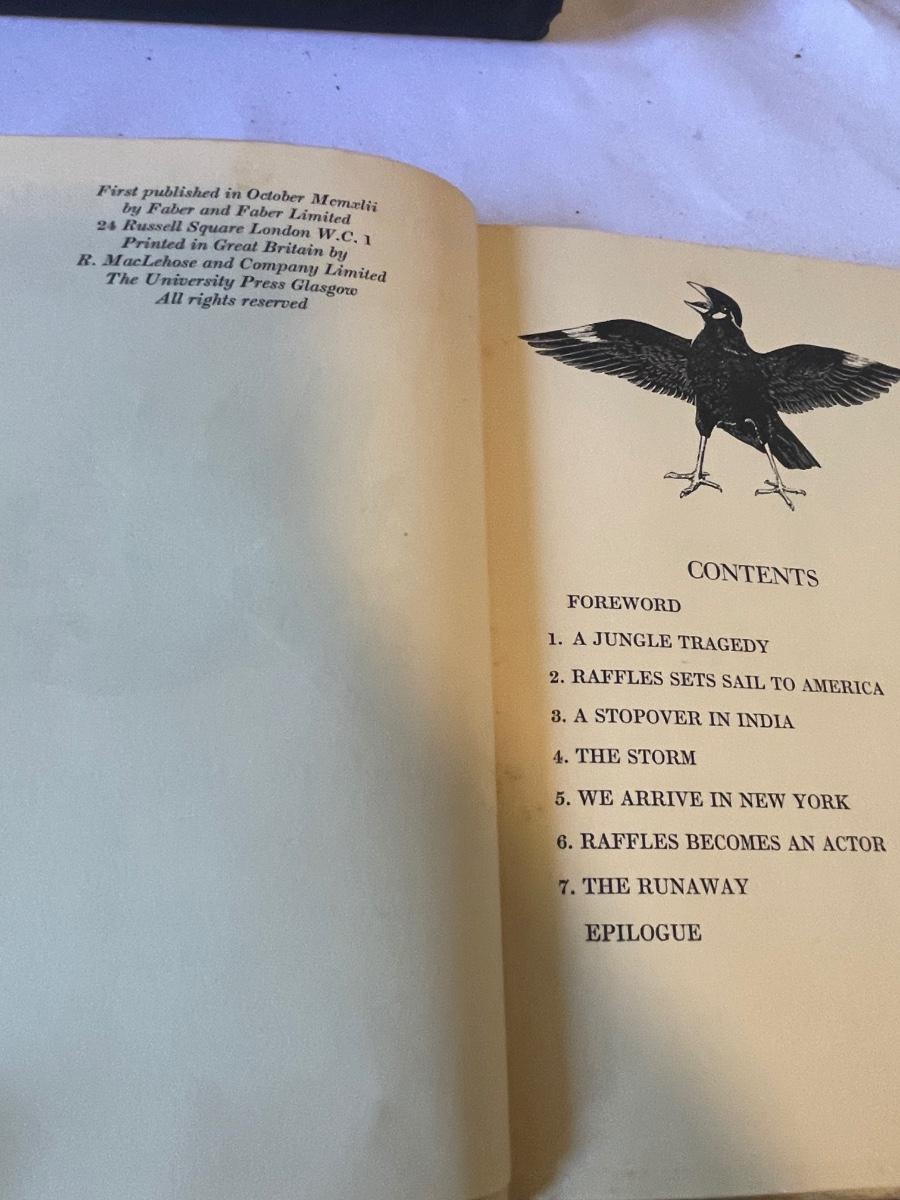 First published in October Mcmxlii
by Faber and Faber Limited
24 Russell Square London W.C. 1
Printed in Great Britain by
R. MacLehose and Company Limited
The University Press Glasgow
All rights reserved
CONTENTS
FOREWORD
1. A JUNGLE TRAGEDY
2. RAFFLES SETS SAIL TO AMERICA
3. A STOPOVER IN INDIA
4. THE STORM
5. WE ARRIVE IN NEW YORK
6. RAFFLES BECOMES AN ACTOR
7. THE RUNAWAY
EPILOGUE